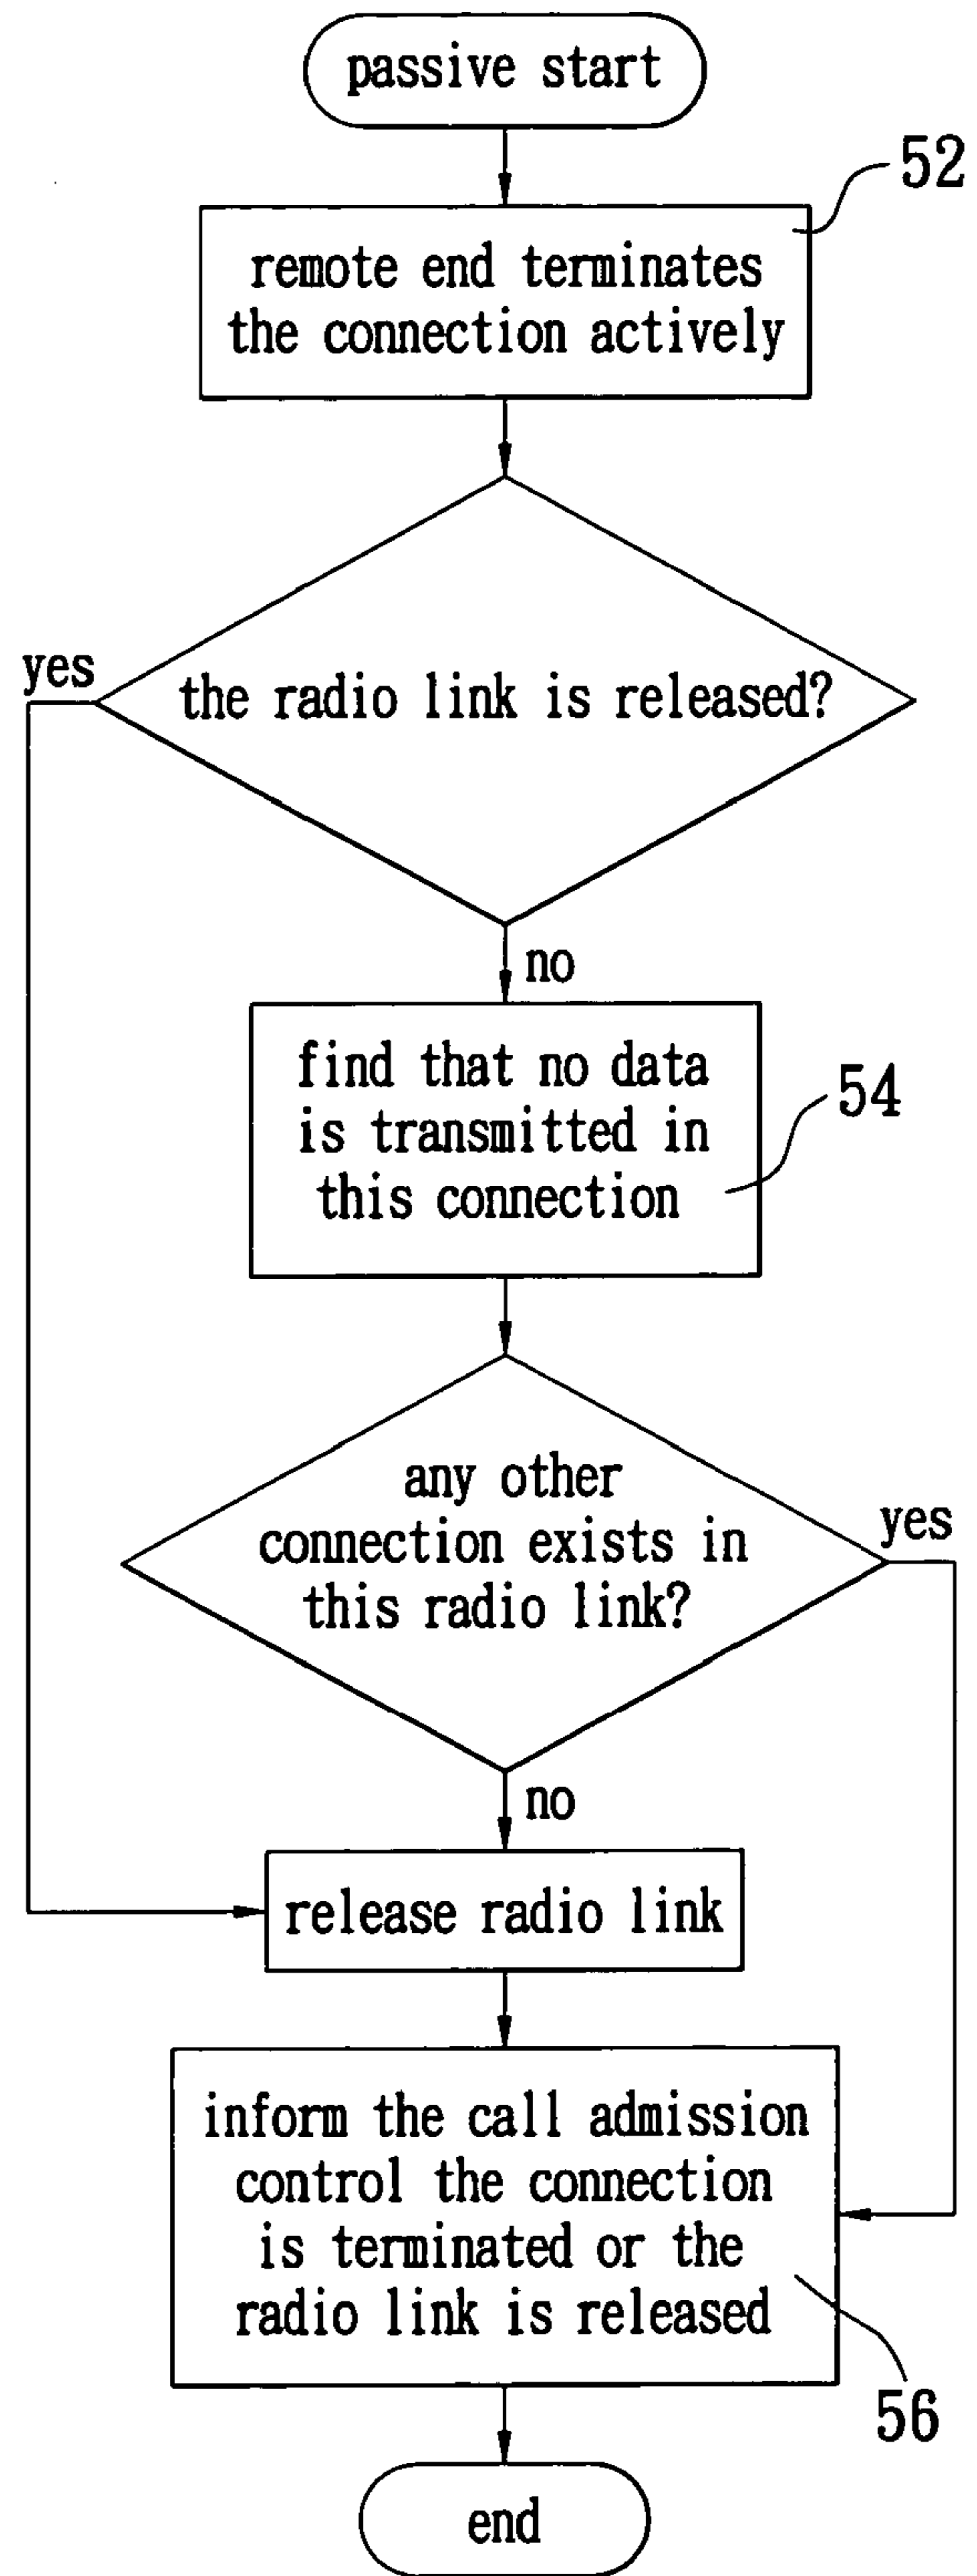 passive start
52
remote end terminates
the connection actively
yes
the radio link is released?
no
find that no data
is transmitted in
this connection
54
any other
connection exists in
this radio link?
yes
no
release radio link
inform the call admission
control the connection
is terminated or the
radio link is released
56
end